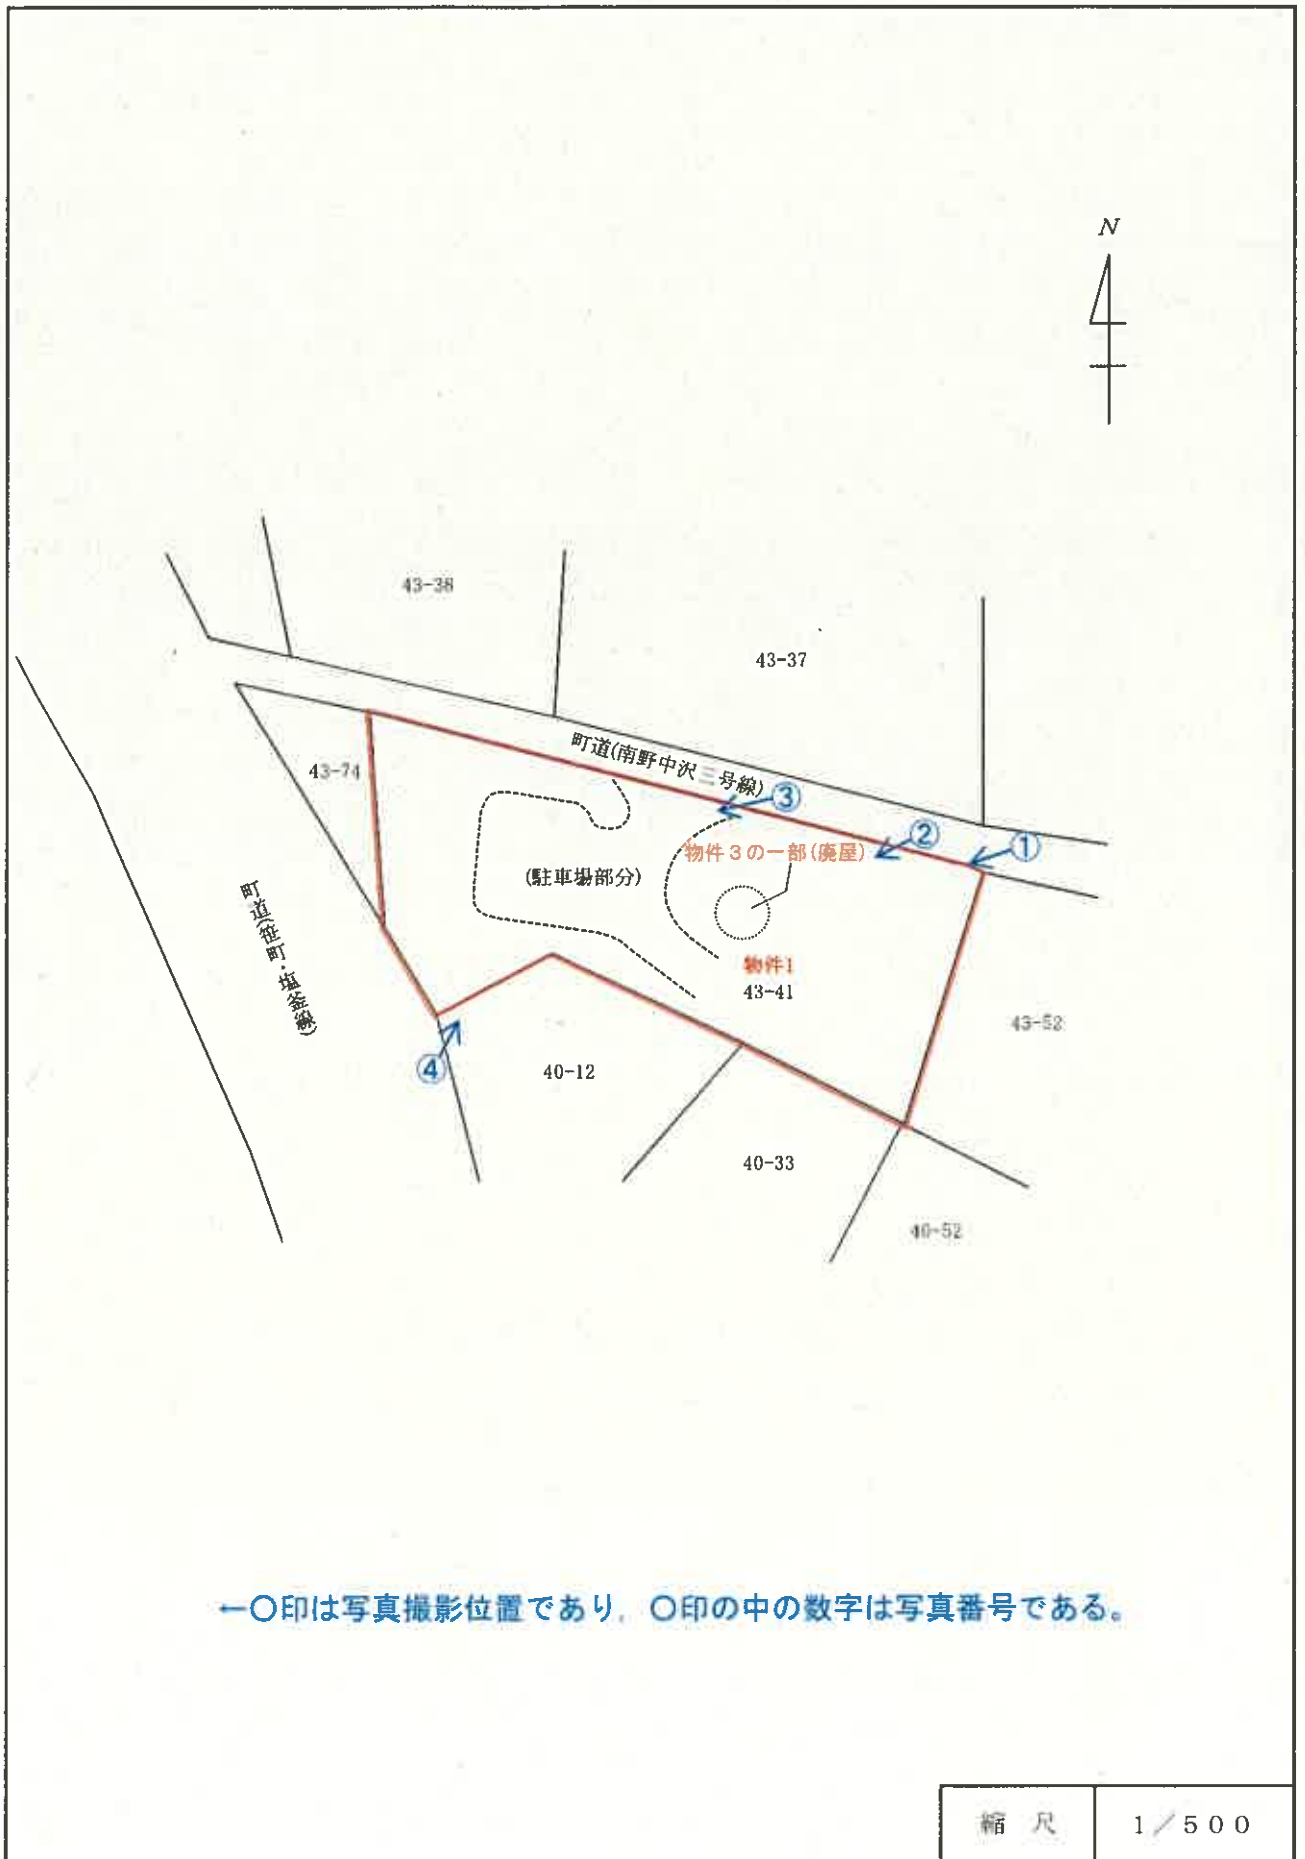 N
43-38
43-37
町道(南野中沢三号線)
43-74
③
②
①
物件3の一部(廃屋)
(駐車場部分)
町道(笹町・塩釜線)
物件1
43-41
43-52
④
40-12
40-33
40-52
←○印は写真撮影位置であり，○印の中の数字は写真番号である。
縮 尺
1/500